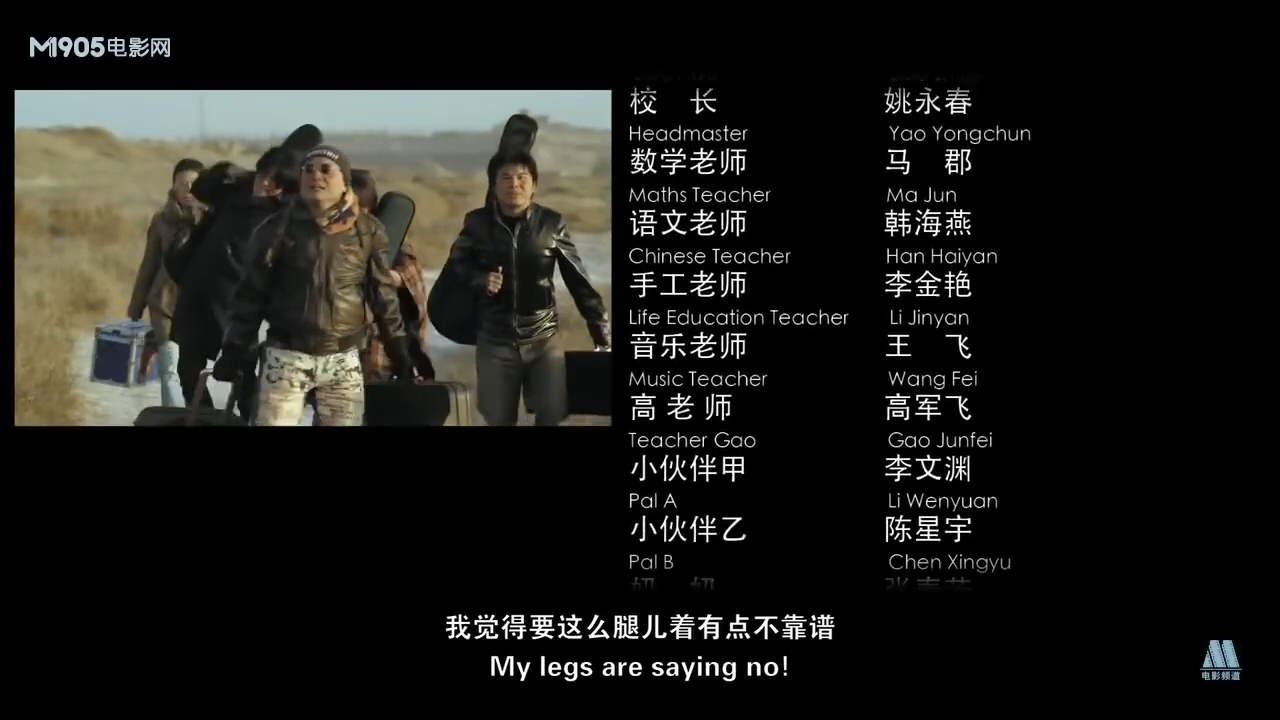 M1905电影网
校 长 姚永春
Headmaster Yao Yongchun
数学老师 马 郡
Maths Teacher Ma Jun
语文老师 韩海燕
Chinese Teacher Han Haiyan
手工老师 李金艳
Life Education Teacher Li Jinyan
音乐老师 王 飞
Music Teacher Wang Fei
高 老 师 高军飞
Teacher Gao Gao Junfei
小伙伴甲 李文渊
Pal A Li Wenyuan
小伙伴乙 陈星宇
Pal B Chen Xingyu
我觉得要这么腿儿着有点不靠谱
My legs are saying no!
电影频道